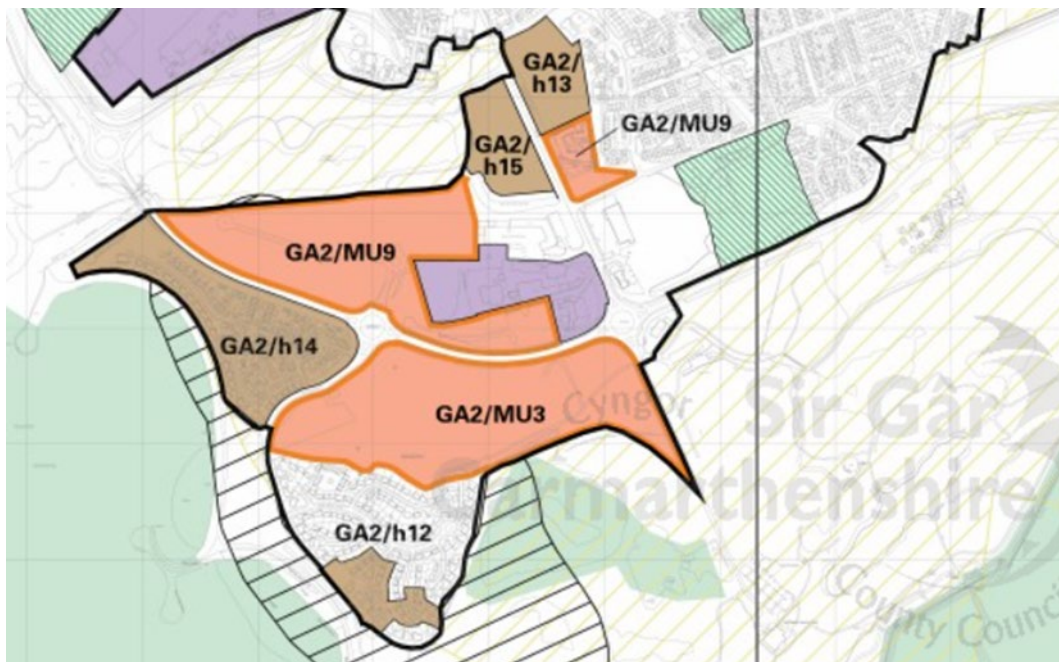 GA2/
h13
GA2/MU9
GA2/
h15
GA2/MU9
GA2/h14
GA2/MU3
GA2/h12
Cyngor Sir Gâr
Carmarthenshire
County Counc